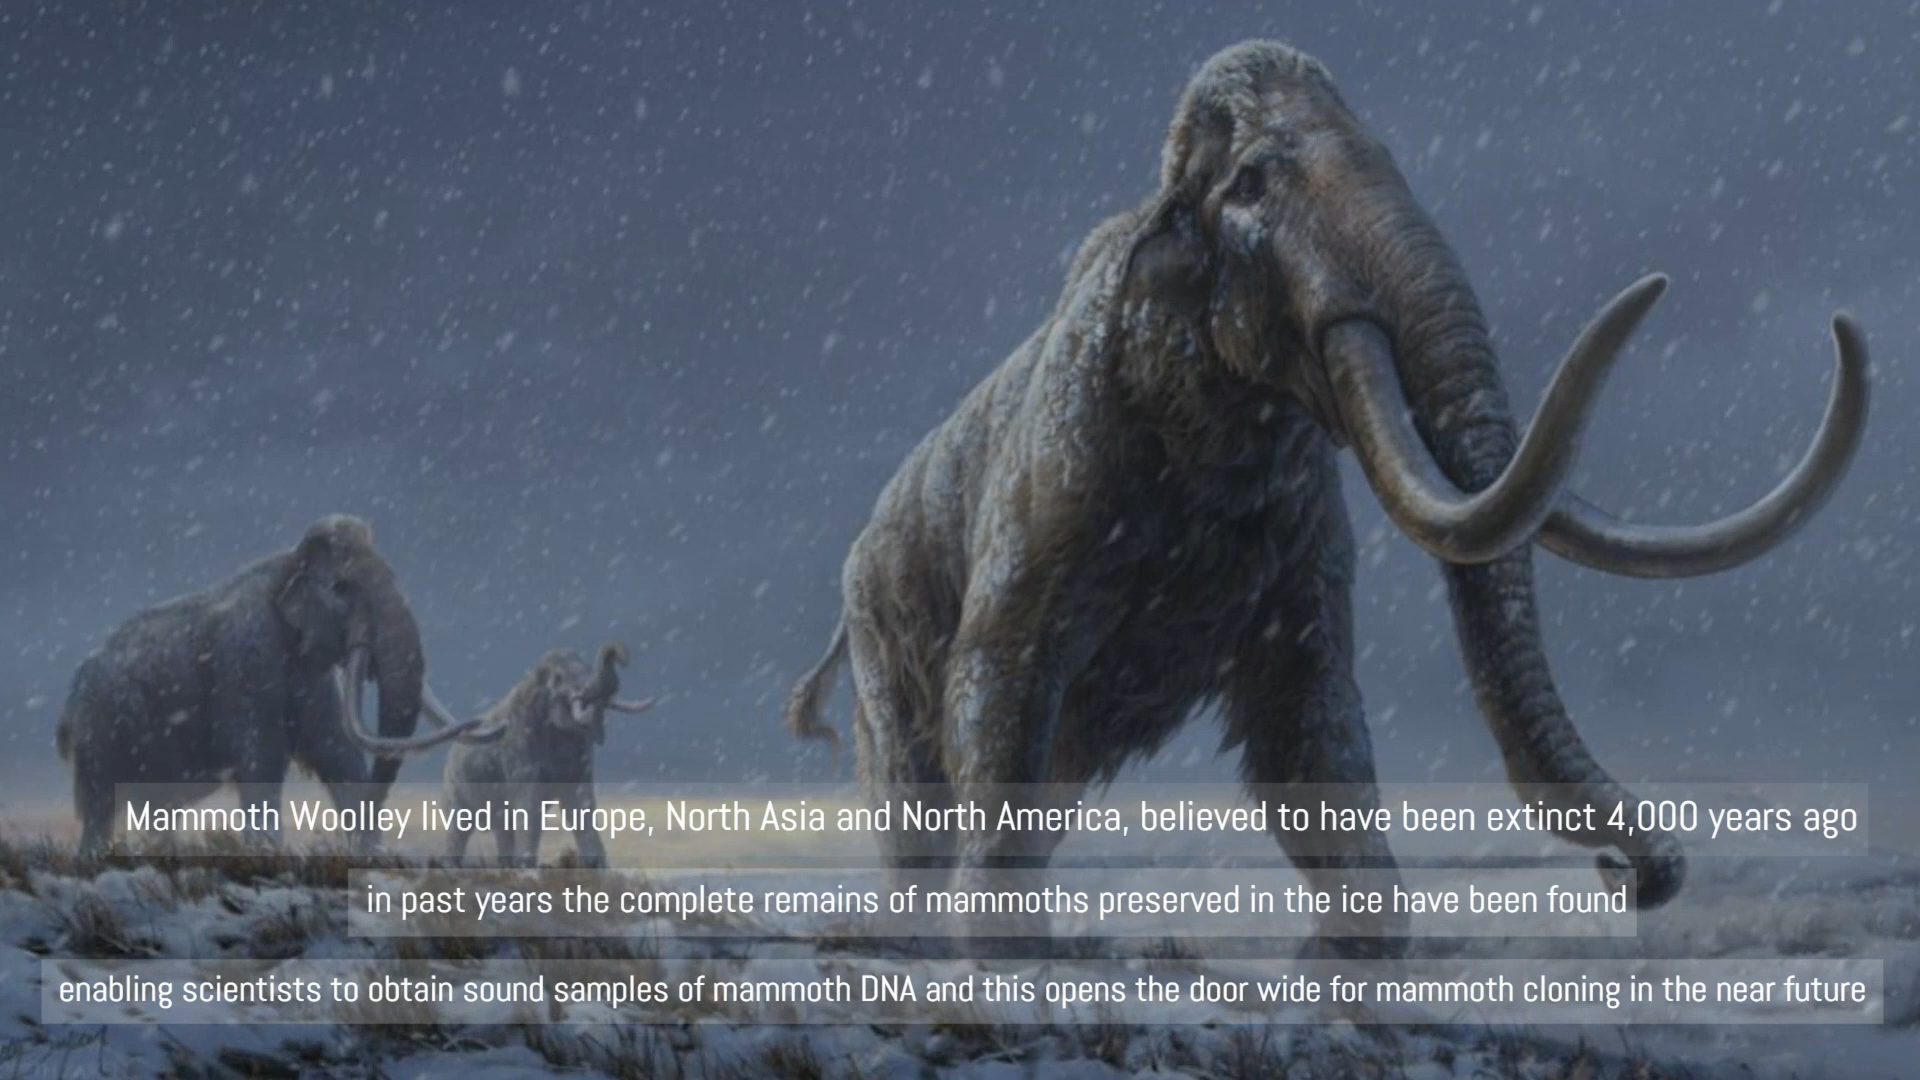 Mammoth Woolley lived in Europe, North Asia and North America, believed to have been extinct 4,000 years ago
in past years the complete remains of mammoths preserved in the ice have been found
enabling scientists to obtain sound samples of mammoth DNA and this opens the door wide for mammoth cloning in the near future